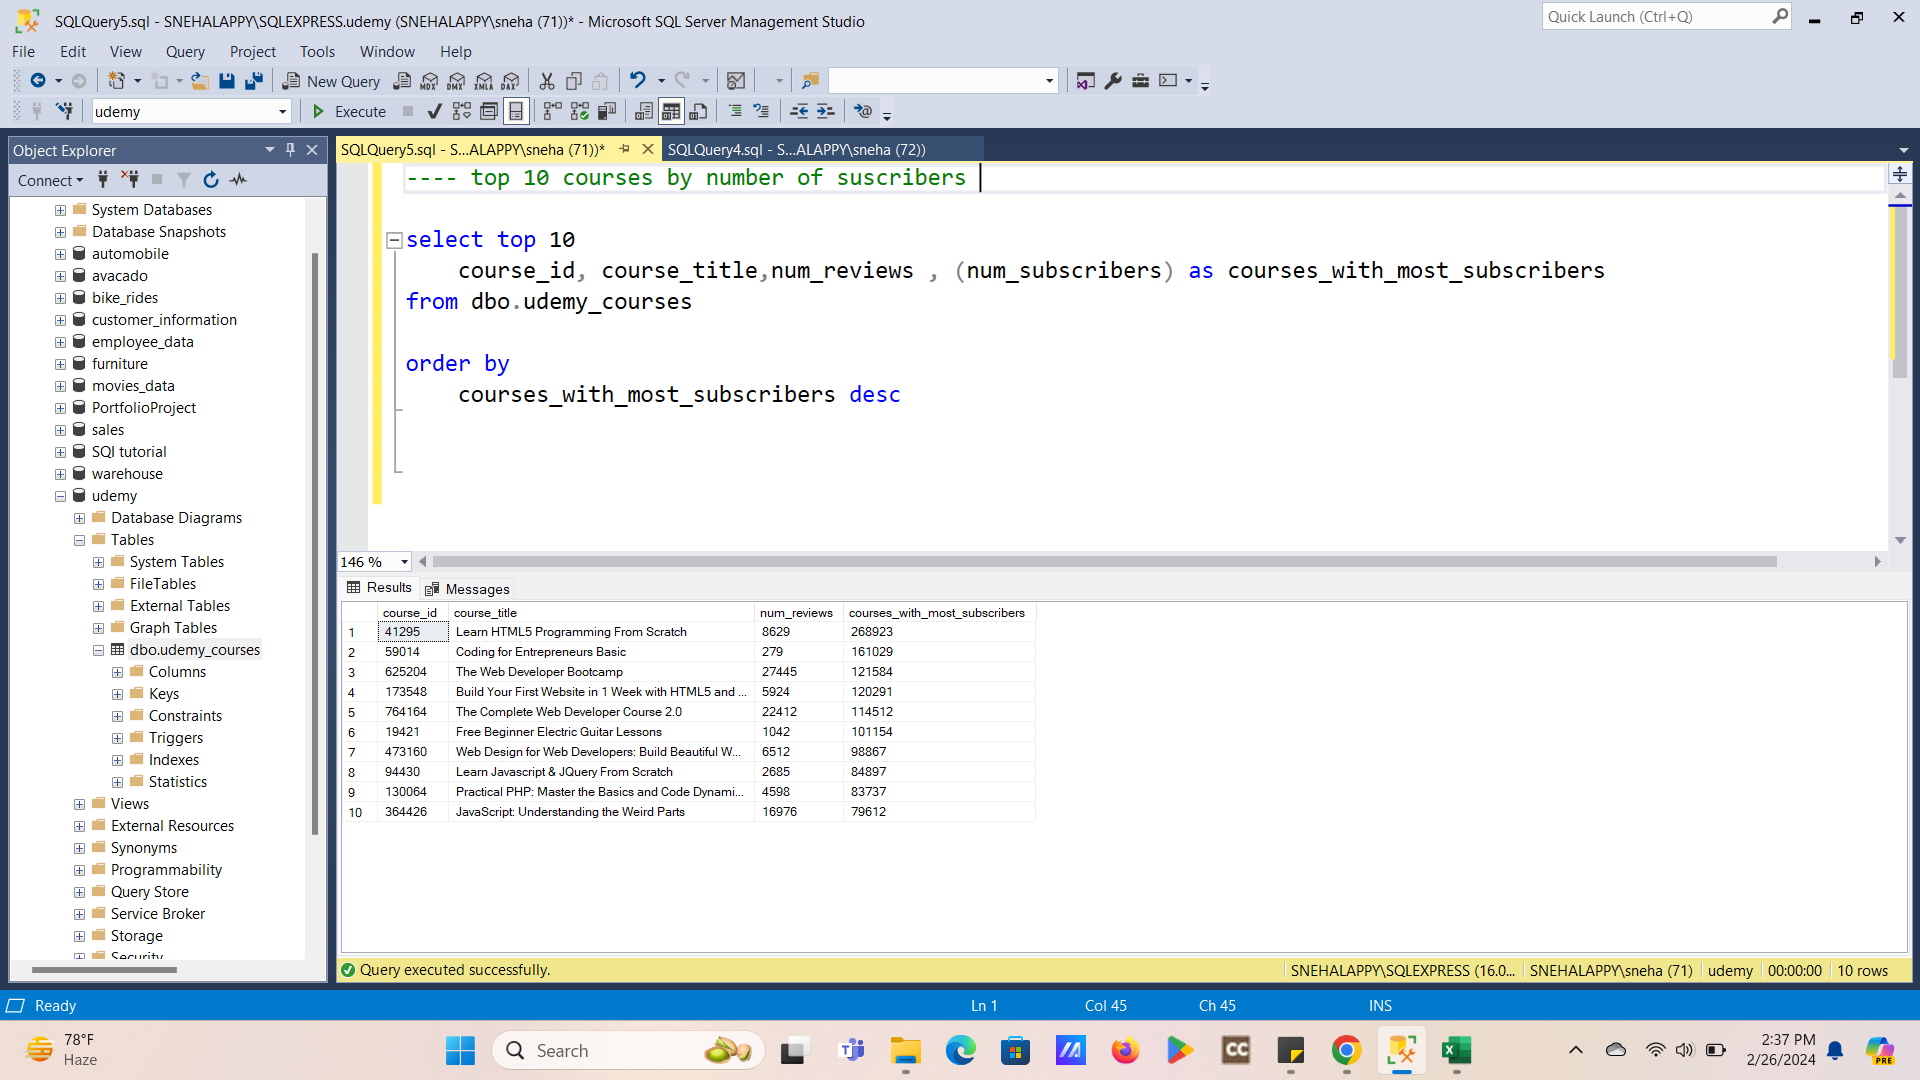 SQLQuery5.sql - SNEHALAPPY\SQLEXPRESS.udemy (SNEHALAPPY\sneha (71))* - Microsoft SQL Server Management Studio
Quick Launch (Ctrl+Q)
File Edit View Query Project Tools Window Help
New Query
MDX DMX XMLA DAX
udemy
Execute
Object Explorer
Connect
System Databases
Database Snapshots
automobile
avacado
bike_rides
customer_information
employee_data
furniture
movies_data
PortfolioProject
sales
SQl tutorial
warehouse
udemy
Database Diagrams
Tables
System Tables
FileTables
External Tables
Graph Tables
dbo.udemy_courses
Columns
Keys
Constraints
Triggers
Indexes
Statistics
Views
External Resources
Synonyms
Programmability
Query Store
Service Broker
Storage
Security
SQLQuery5.sql - S...ALAPPY\sneha (71))* SQLQuery4.sql - S...ALAPPY\sneha (72))
---- top 10 courses by number of suscribers
select top 10
course_id, course_title,num_reviews , (num_subscribers) as courses_with_most_subscribers
from dbo.udemy_courses
order by
courses_with_most_subscribers desc
146 %
Results Messages
course_id course_title num_reviews courses_with_most_subscribers
1 41295 Learn HTML5 Programming From Scratch 8629 268923
2 59014 Coding for Entrepreneurs Basic 279 161029
3 625204 The Web Developer Bootcamp 27445 121584
4 173548 Build Your First Website in 1 Week with HTML5 and ... 5924 120291
5 764164 The Complete Web Developer Course 2.0 22412 114512
6 19421 Free Beginner Electric Guitar Lessons 1042 101154
7 473160 Web Design for Web Developers: Build Beautiful W... 6512 98867
8 94430 Learn Javascript & JQuery From Scratch 2685 84897
9 130064 Practical PHP: Master the Basics and Code Dynami... 4598 83737
10 364426 JavaScript: Understanding the Weird Parts 16976 79612
Query executed successfully. SNEHALAPPY\SQLEXPRESS (16.0... SNEHALAPPY\sneha (71) udemy 00:00:00 10 rows
Ready Ln 1 Col 45 Ch 45 INS
78°F
Haze
Search
CC
2:37 PM
2/26/2024
PRE